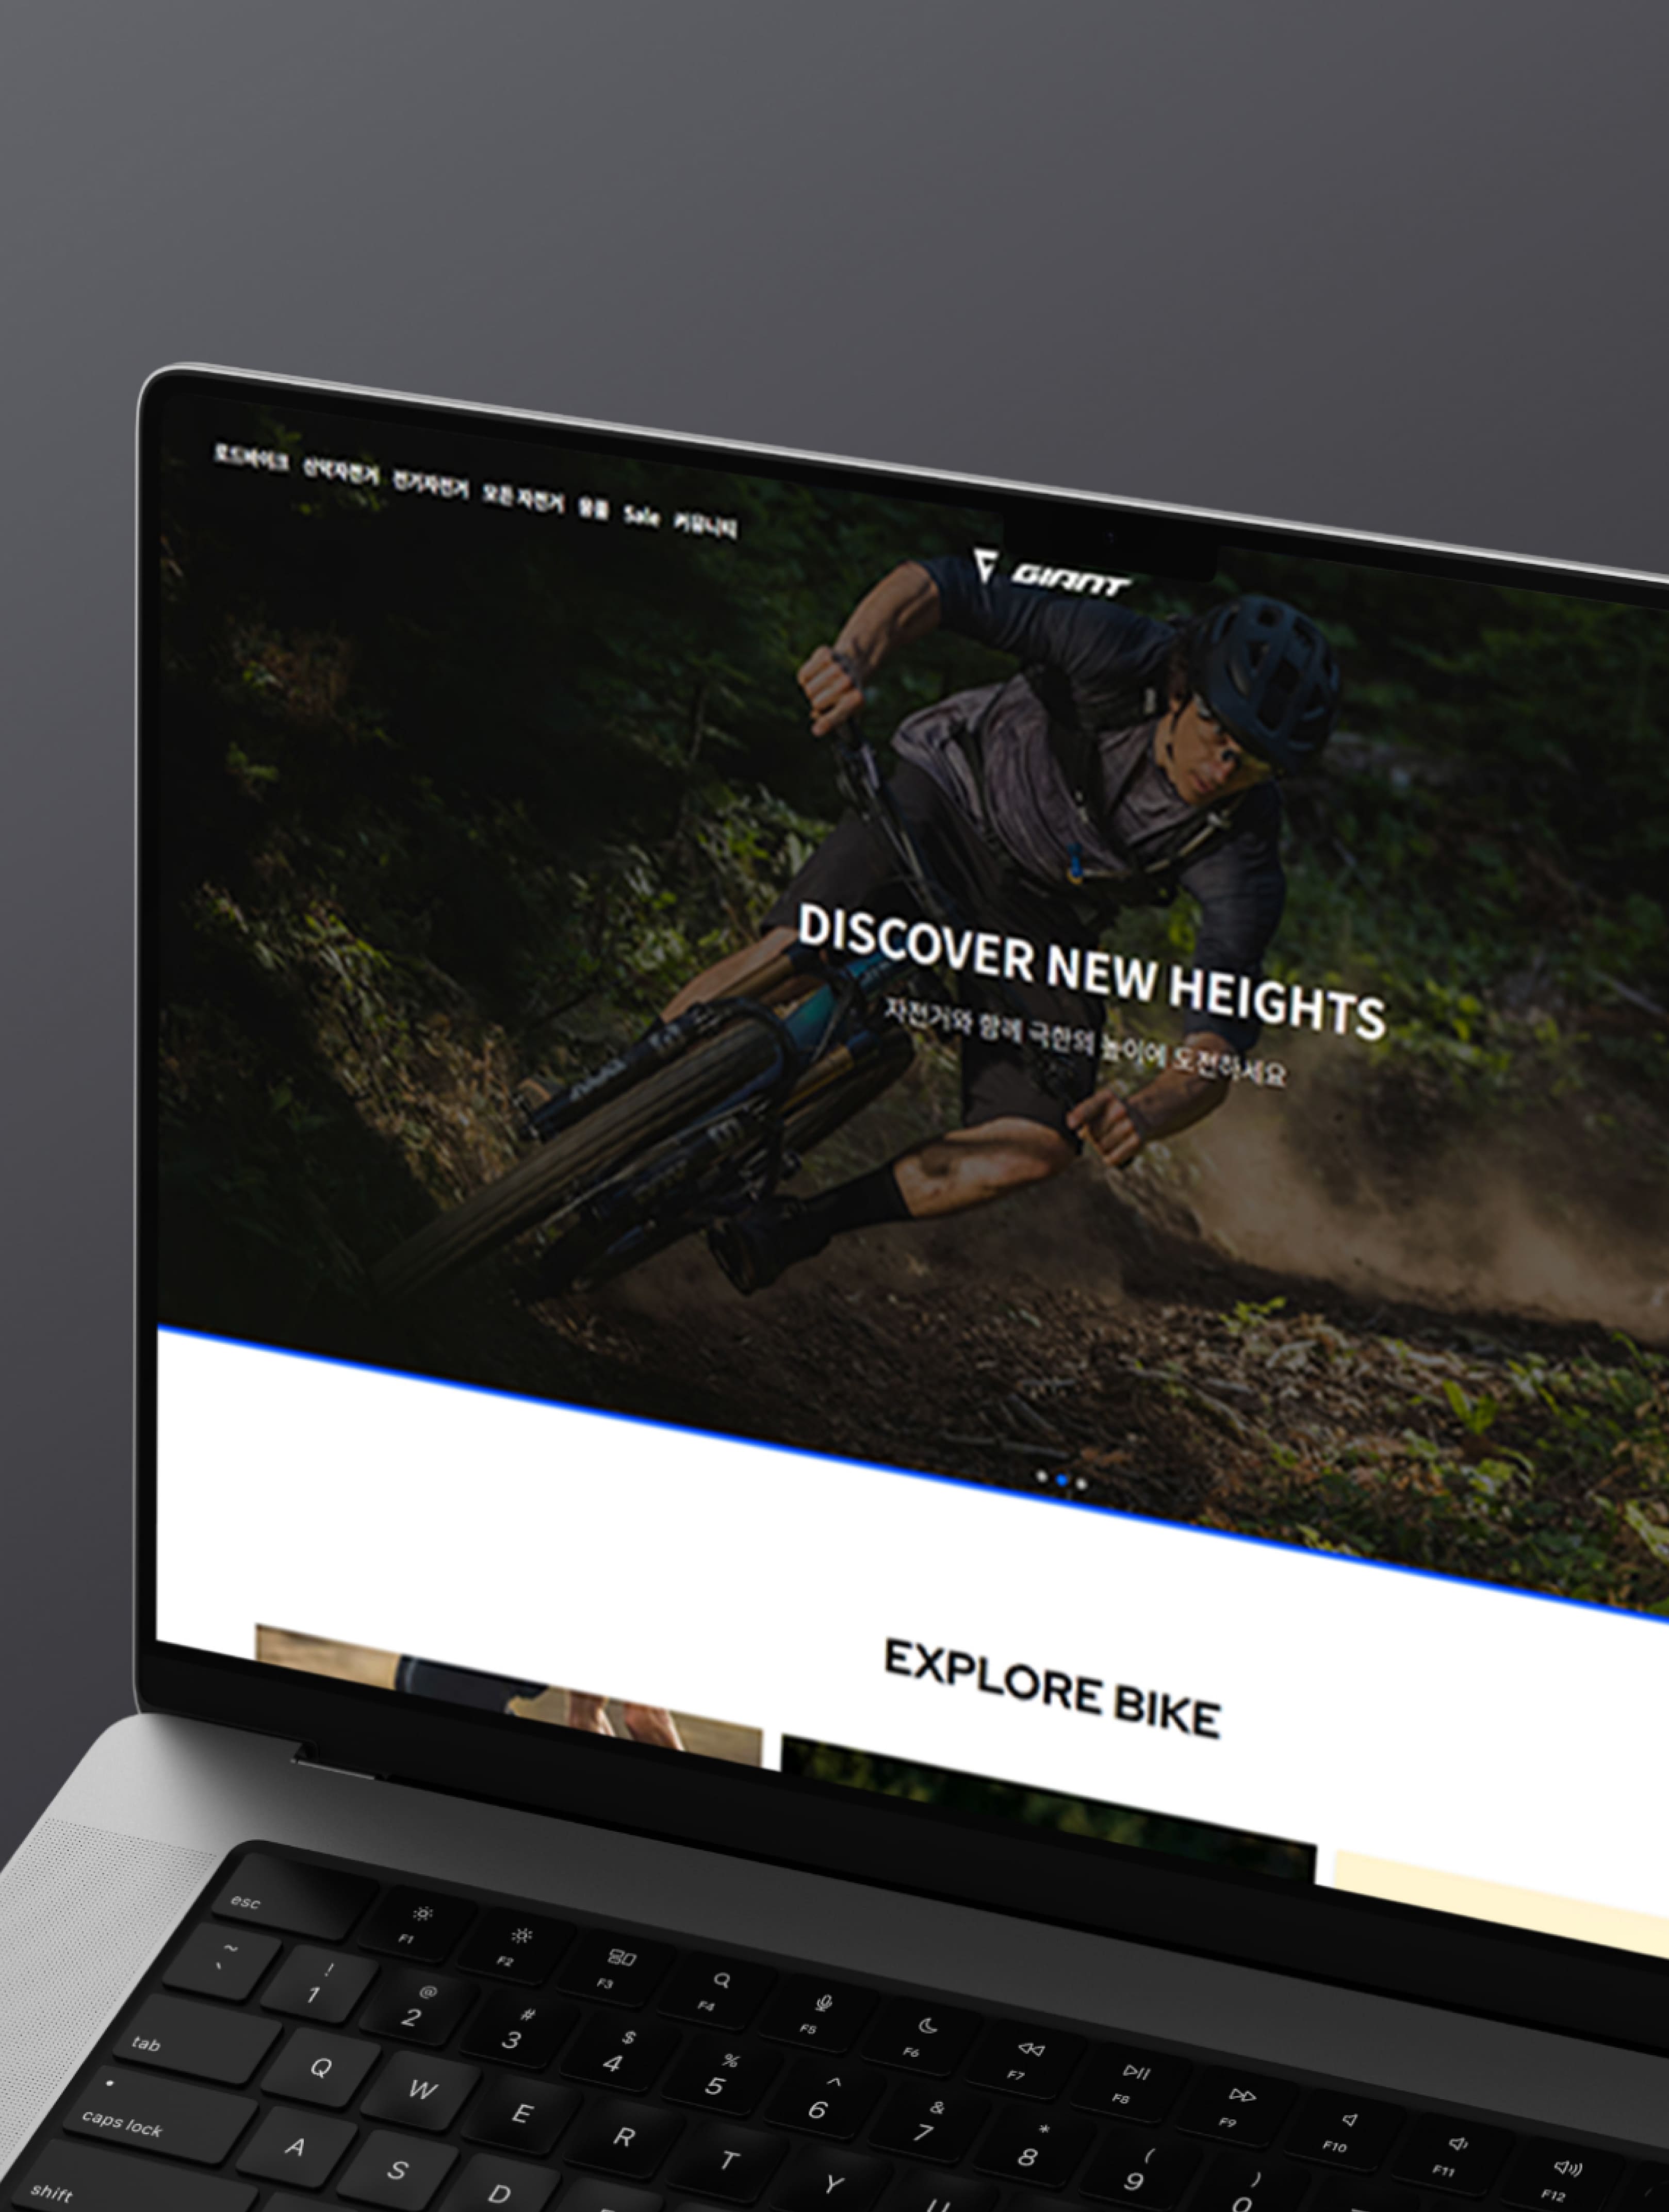 로드바이크 산악자전거 전기자전거 모든 자전거 용품 Sale 커뮤니티
GIANT
DISCOVER NEW HEIGHTS
자전거와 함께 극한의 높이에 도전하세요
EXPLORE BIKE
esc F1 F2 F3 F4 F5 F6 F7 F8 F9 F10 F11 F12
~ ! @ # $ % ^ & * ( )
` 1 2 3 4 5 6 7 8 9 0
tab Q W E R T Y U
caps lock A S D
shift